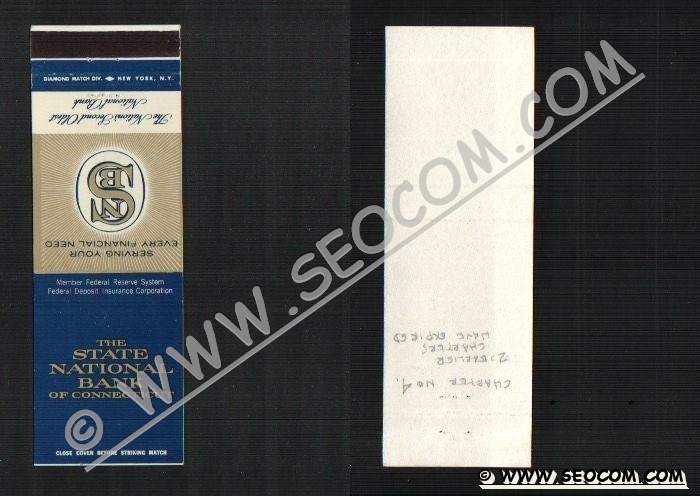 DIAMOND MATCH DIV. NEW YORK, N.Y.
The Nation's Second Oldest
National Bank
SBN
SERVING YOUR
EVERY FINANCIAL NEED
Member Federal Reserve System
Federal Deposit Insurance Corporation
THE
STATE
NATIONAL
BANK
OF CONNECTICUT
CLOSE COVER BEFORE STRIKING MATCH
CHARTER NO 4.
2 EARLIER
CHARTERS
HAVE EXPIRED
© WWW.SEOCOM.COM
© WWW.SEOCOM.COM